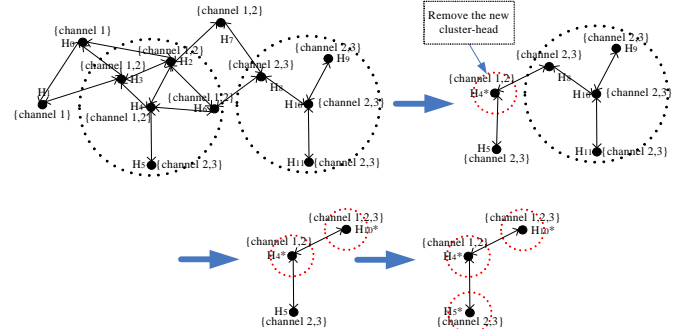 {channel 1,2}
{channel 1}
H0
H7
{channel 1,2}
H2
{channel 1,2}
H3
{channel 2,3}
H9
{channel 2,3}
H8
H1
{channel 1}
H4
{channel 1,2}
{channel 1,2}
H6
H10
{channel 2,3}
H5
{channel 2,3}
H11
{channel 2,3}
Remove the new
cluster-head
{channel 2,3}
H9
{channel 2,3}
H8
{channel 1,2}
H4*
H10
{channel 2,3}
H5
{channel 2,3}
H11
{channel 2,3}
{channel 1,2,3}
H10*
{channel 1,2}
H4*
H5
{channel 2,3}
{channel 1,2,3}
H10*
{channel 1,2}
H4*
H5*
{channel 2,3}